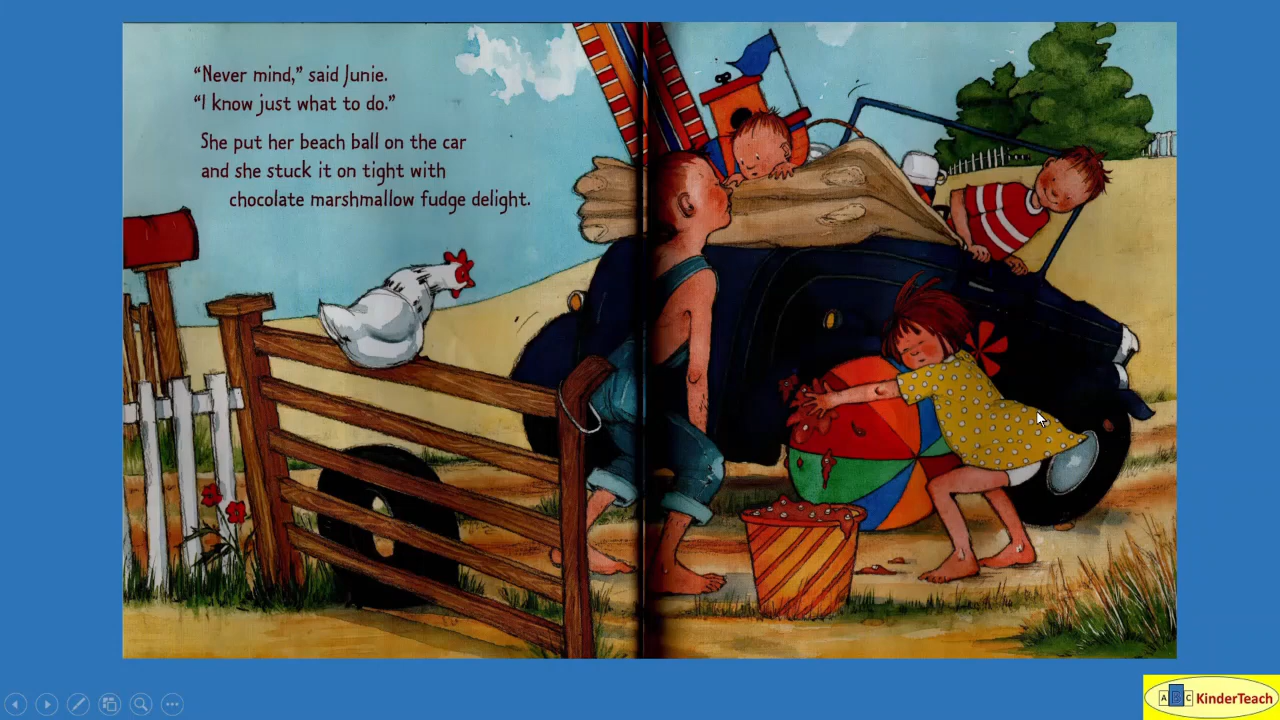 “Never mind,” said Junie.
“I know just what to do.”
She put her beach ball on the car
and she stuck it on tight with
chocolate marshmallow fudge delight.
ABC KinderTeach